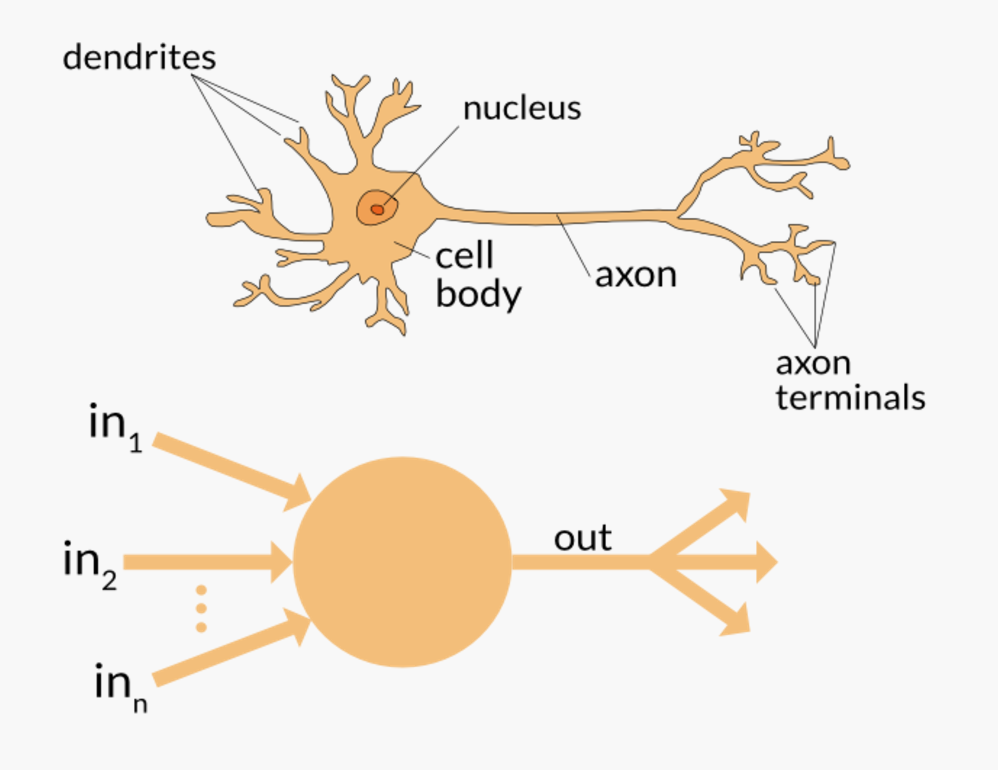 dendrites
nucleus
cell
body
axon
axon
terminals
in₁
in₂
out
inₙ